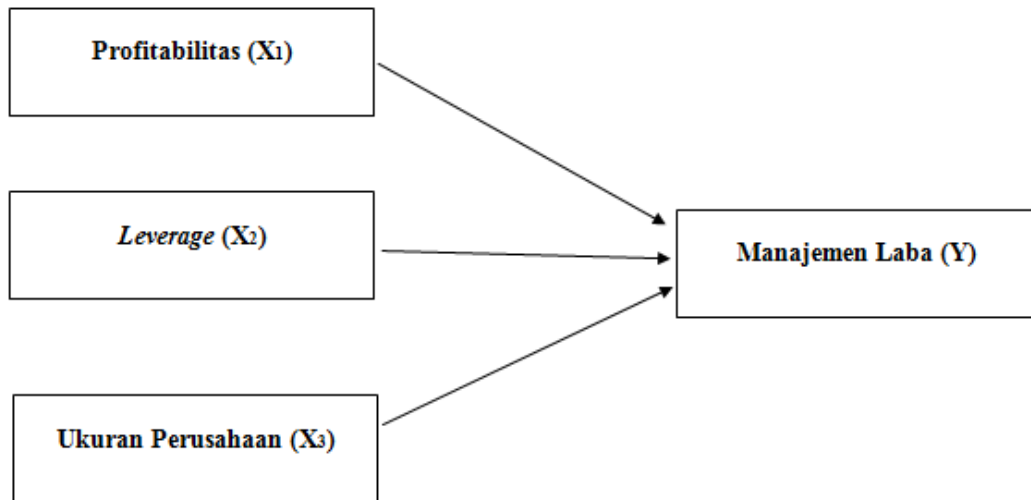 Profitabilitas (X1)
Leverage (X2)
Manajemen Laba (Y)
Ukuran Perusahaan (X3)